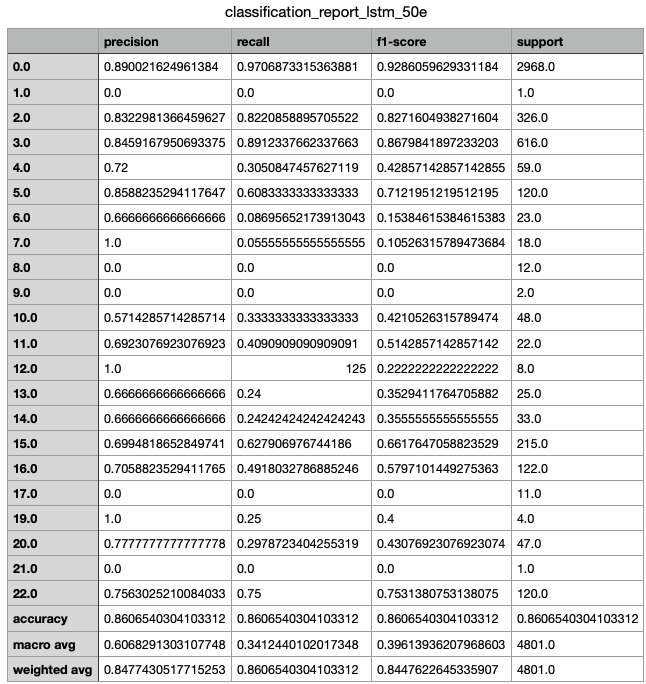 classification_report_lstm_50e
precision recall f1-score support
0.0 0.890021624961384 0.9706873315363881 0.9286059629331184 2968.0
1.0 0.0 0.0 0.0 1.0
2.0 0.8322981366459627 0.8220858895705522 0.8271604938271604 326.0
3.0 0.8459167950693375 0.8912337662337663 0.8679841897233203 616.0
4.0 0.72 0.3050847457627119 0.42857142857142855 59.0
5.0 0.8588235294117647 0.6083333333333333 0.7121951219512195 120.0
6.0 0.6666666666666666 0.08695652173913043 0.15384615384615383 23.0
7.0 1.0 0.05555555555555555 0.10526315789473684 18.0
8.0 0.0 0.0 0.0 12.0
9.0 0.0 0.0 0.0 2.0
10.0 0.5714285714285714 0.3333333333333333 0.4210526315789474 48.0
11.0 0.6923076923076923 0.4090909090909091 0.5142857142857142 22.0
12.0 1.0 125 0.2222222222222222 8.0
13.0 0.6666666666666666 0.24 0.3529411764705882 25.0
14.0 0.6666666666666666 0.24242424242424243 0.3555555555555555 33.0
15.0 0.6994818652849741 0.627906976744186 0.6617647058823529 215.0
16.0 0.7058823529411765 0.4918032786885246 0.5797101449275363 122.0
17.0 0.0 0.0 0.0 11.0
19.0 1.0 0.25 0.4 4.0
20.0 0.7777777777777778 0.2978723404255319 0.43076923076923074 47.0
21.0 0.0 0.0 0.0 1.0
22.0 0.7563025210084033 0.75 0.7531380753138075 120.0
accuracy 0.8606540304103312 0.8606540304103312 0.8606540304103312 0.8606540304103312
macro avg 0.6068291303107748 0.3412440102017348 0.39613936207968603 4801.0
weighted avg 0.8477430517715253 0.8606540304103312 0.8447622645335907 4801.0